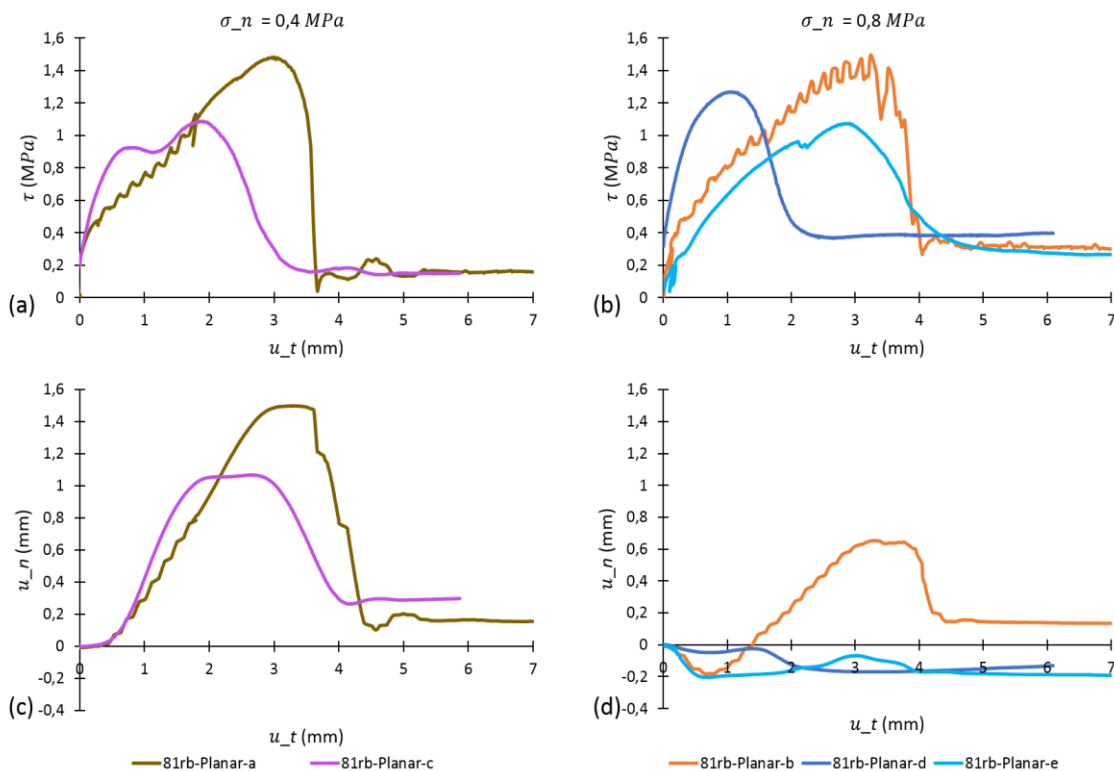 σ_n = 0,4 MPa
τ (MPa)
1,6
1,4
1,2
1
0,8
0,6
0,4
0,2
0
0 1 2 3 4 5 6 7
(a)
u_t (mm)
σ_n = 0,8 MPa
τ (MPa)
1,6
1,4
1,2
1
0,8
0,6
0,4
0,2
0
0 1 2 3 4 5 6 7
(b)
u_t (mm)
u_n (mm)
1,6
1,4
1,2
1
0,8
0,6
0,4
0,2
0
-0,2
-0,4
0 1 2 3 4 5 6 7
(c)
u_t (mm)
81rb-Planar-a 81rb-Planar-c
u_n (mm)
1,6
1,4
1,2
1
0,8
0,6
0,4
0,2
0
-0,2
-0,4
0 1 2 3 4 5 6 7
(d)
u_t (mm)
81rb-Planar-b 81rb-Planar-d 81rb-Planar-e